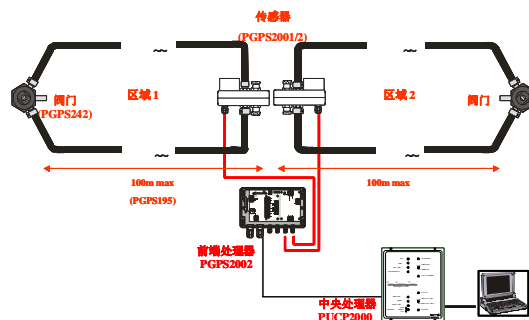 传感器
(PGPS2001/2)
区域 1
区域 2
阀门
(PGPS242)
阀门
100m max
(PGPS195)
100m max
前端处理器
PGPS2002
中央处理器
PUCP2000